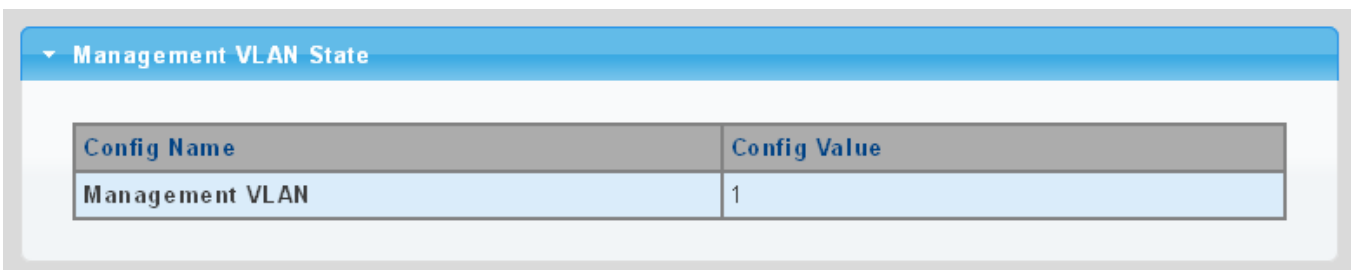 Management VLAN State
Config Name Config Value
Management VLAN 1